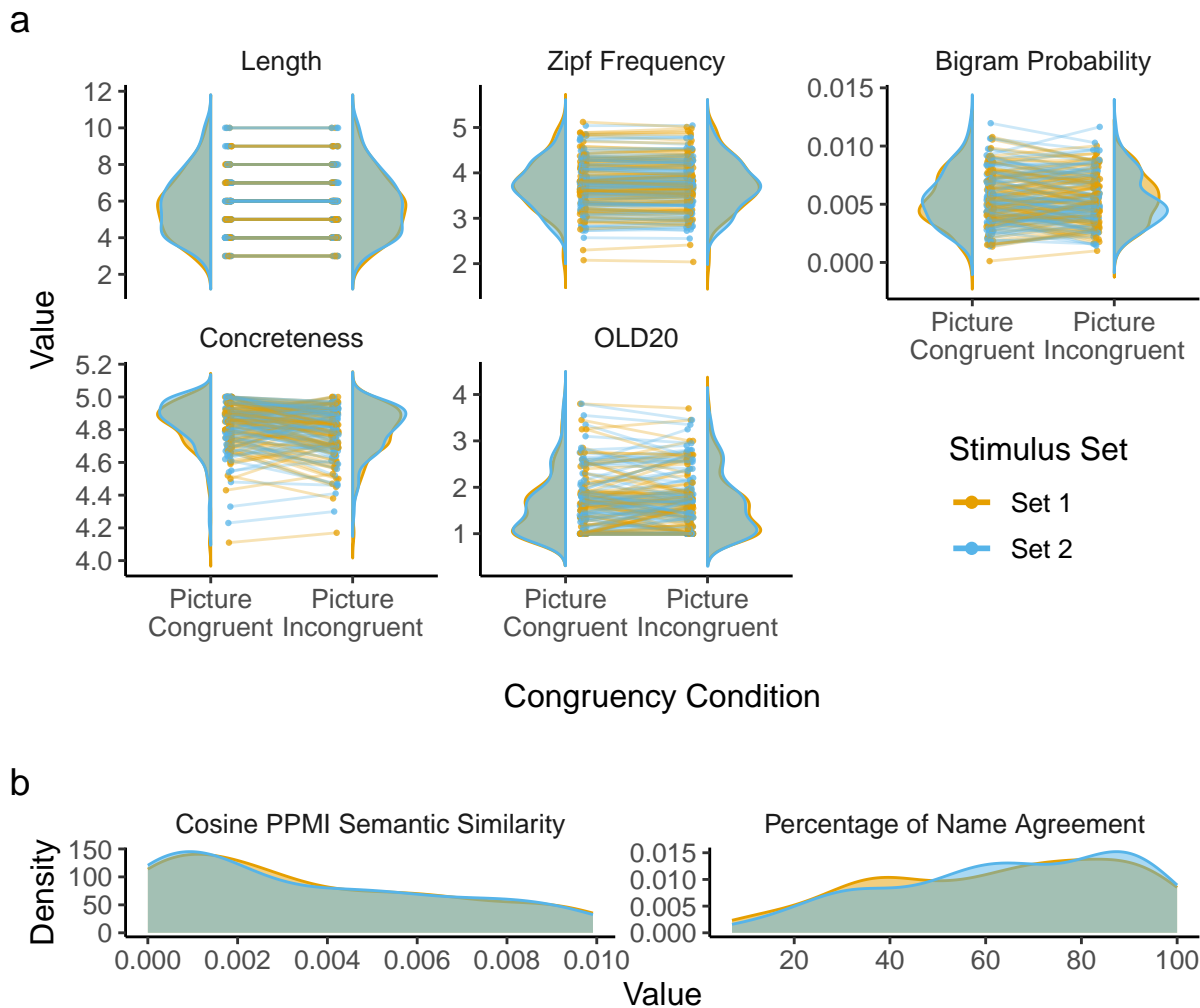 a
Length
Zipf Frequency
Bigram Probability
12
10
8
6
4
2
5
4
3
2
0.015
0.010
0.005
0.000
Picture Congruent
Picture Incongruent
Value
Concreteness
OLD20
5.2
5.0
4.8
4.6
4.4
4.2
4.0
4
3
2
1
Picture Congruent
Picture Incongruent
Picture Congruent
Picture Incongruent
Stimulus Set
Set 1
Set 2
Congruency Condition
b
Cosine PPMI Semantic Similarity
Percentage of Name Agreement
Density
150
100
50
0
0.000 0.002 0.004 0.006 0.008 0.010
0.015
0.010
0.005
0.000
20 40 60 80 100
Value